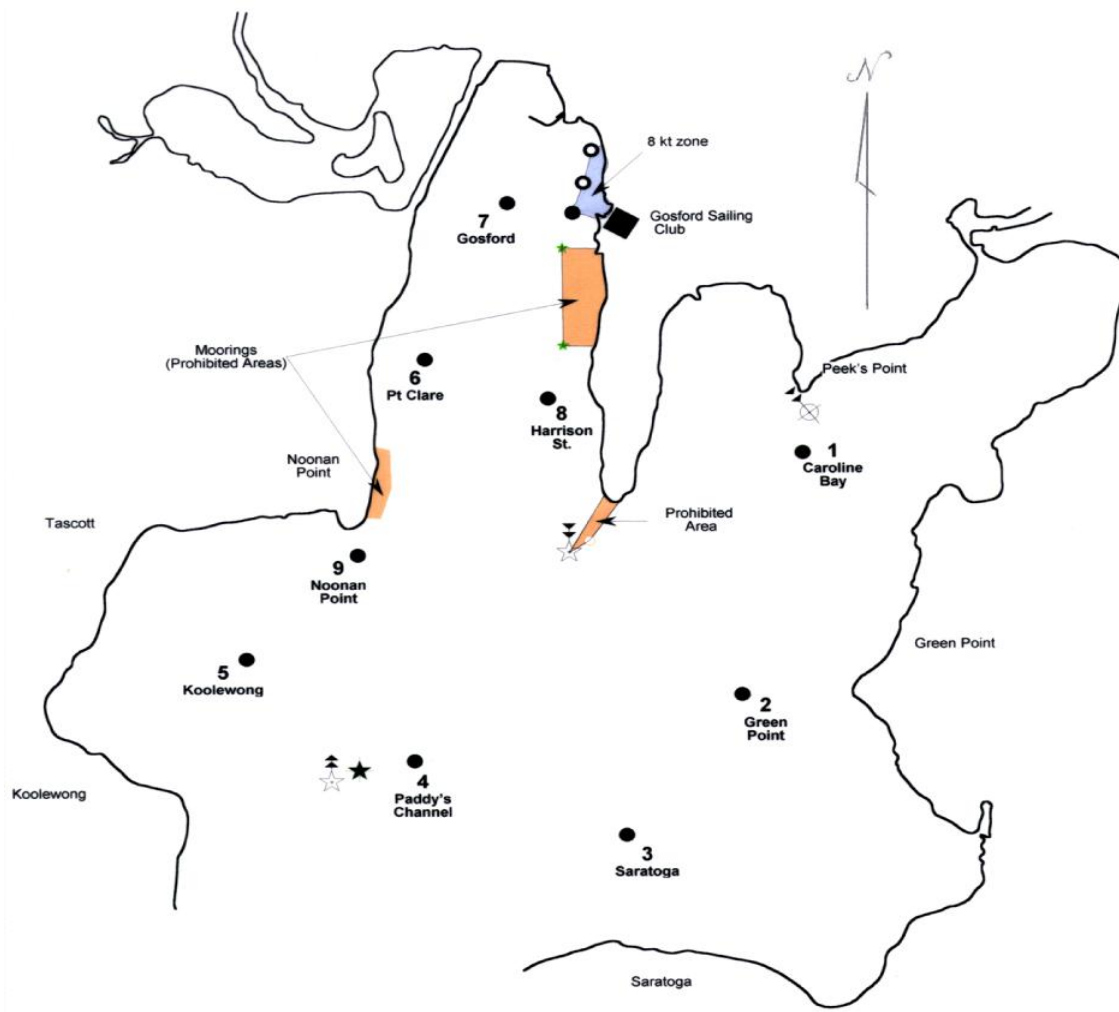 N
8 kt zone
7
Gosford
Gosford Sailing
Club
Moorings
(Prohibited Areas)
6
Pt Clare
Peek's Point
8
Harrison
St.
1
Caroline
Bay
Noonan
Point
Prohibited
Area
Tascott
9
Noonan
Point
Green Point
5
Koolewong
2
Green
Point
Koolewong
4
Paddy's
Channel
3
Saratoga
Saratoga